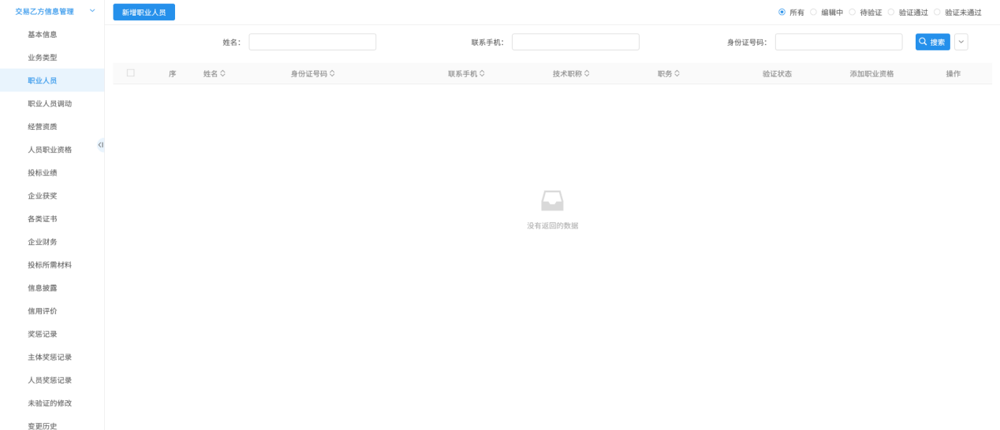 交易乙方信息管理
基本信息
业务类型
职业人员
职业人员调动
经营资质
人员职业资格
投标业绩
企业获奖
各类证书
企业财务
投标所需材料
信息披露
信用评价
奖惩记录
主体奖惩记录
人员奖惩记录
未验证的修改
变更历史
新增职业人员
所有 编辑中 待验证 验证通过 验证未通过
姓名： 联系手机： 身份证号码： 搜索
序 姓名 身份证号码 联系手机 技术职称 职务 验证状态 添加职业资格 操作
没有返回的数据